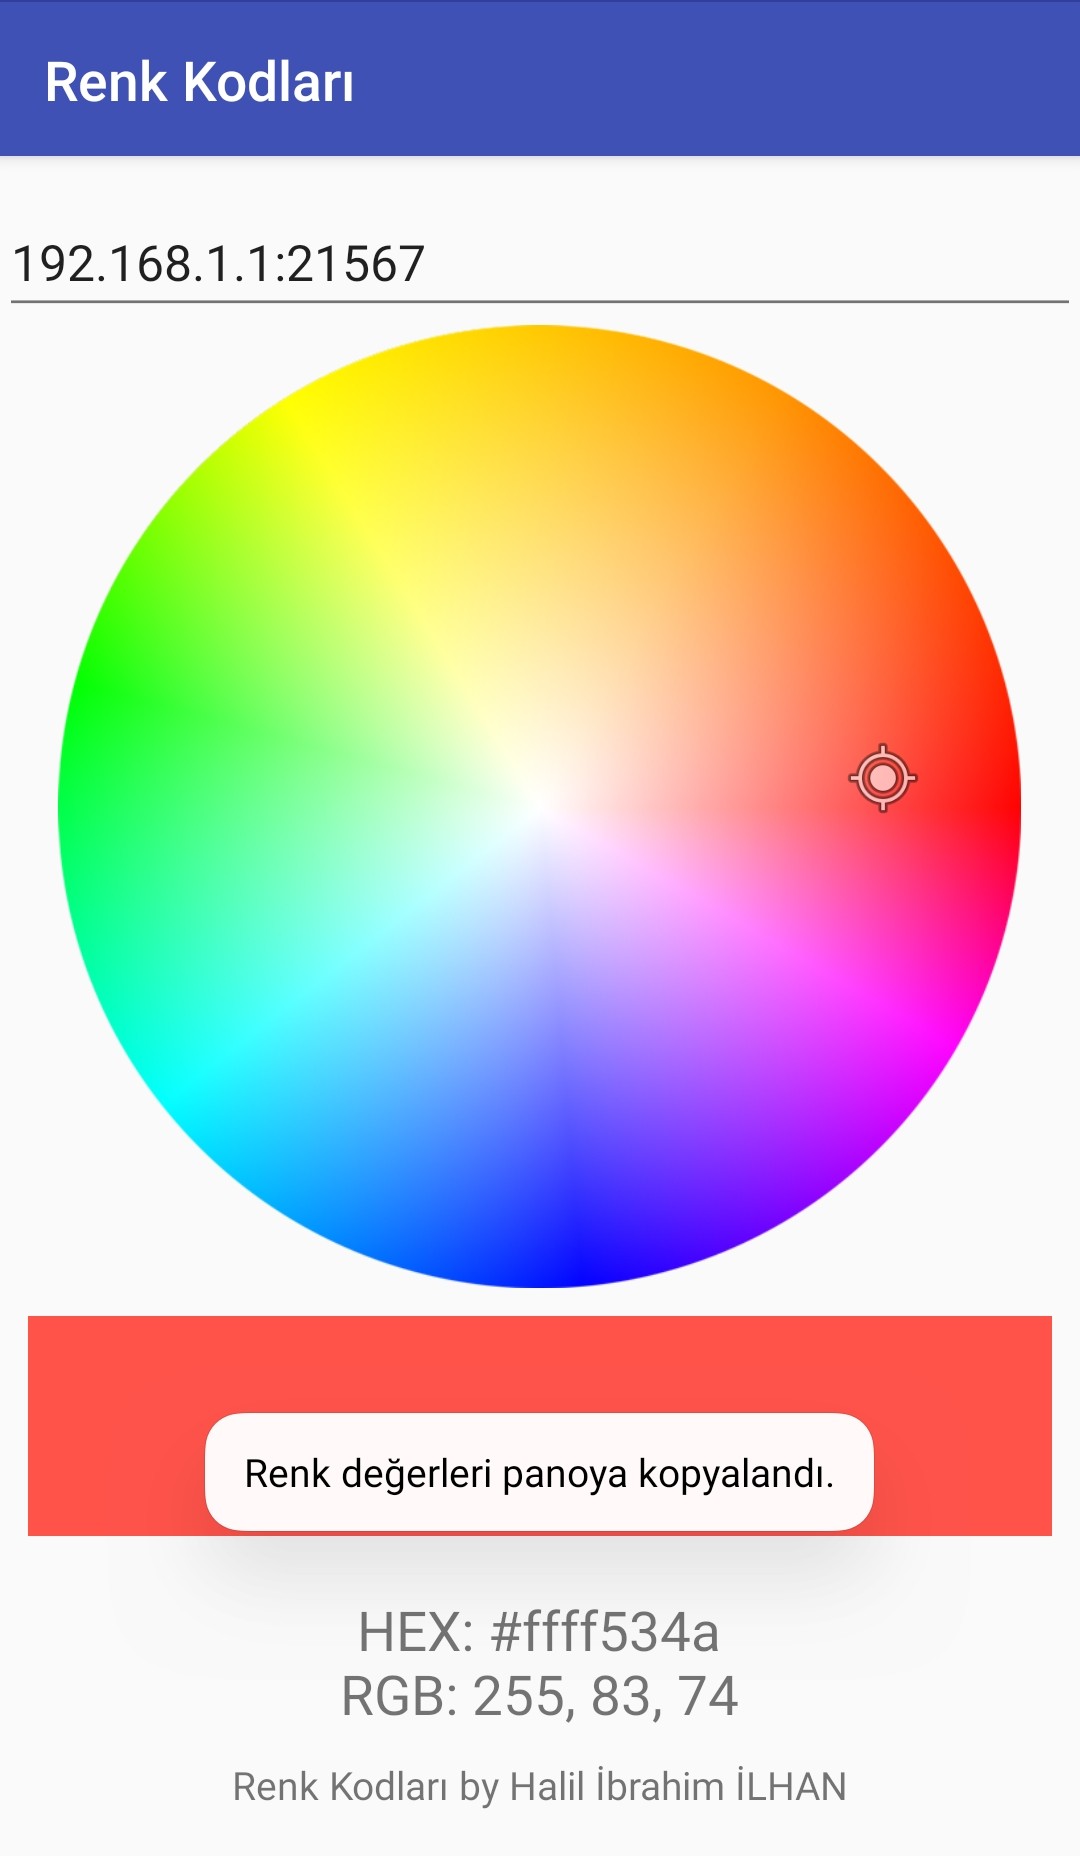 Renk Kodları
192.168.1.1:21567
Renk değerleri panoya kopyalandı.
HEX: #ffff534a
RGB: 255, 83, 74
Renk Kodları by Halil İbrahim İLHAN